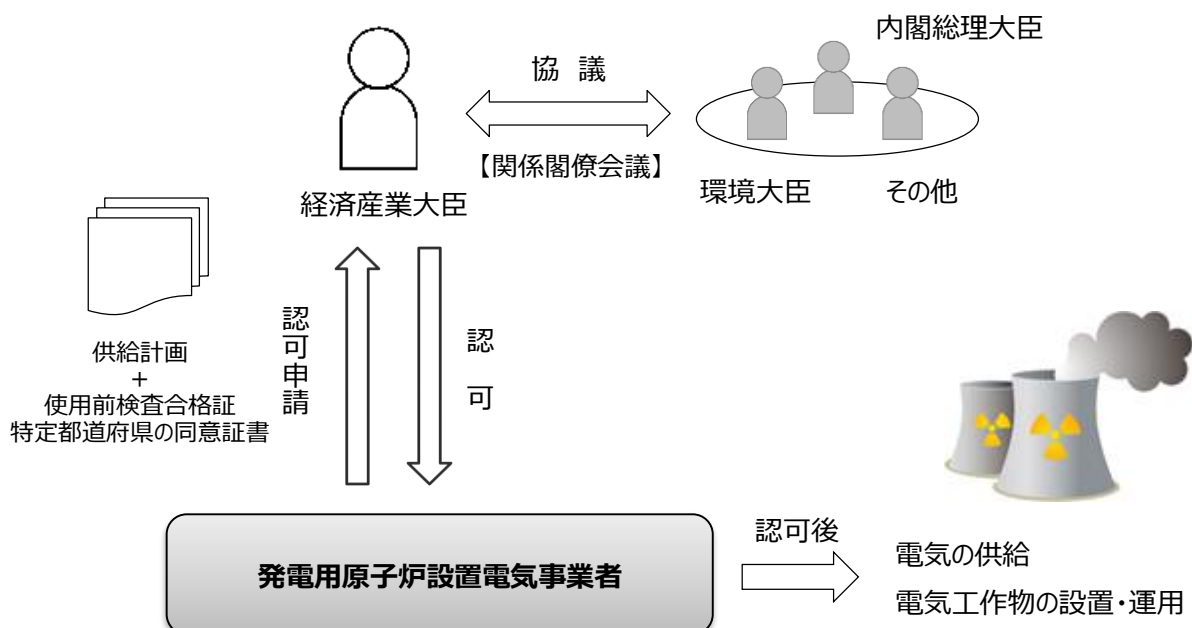 内閣総理大臣
協 議
【関係閣僚会議】
環境大臣 その他
経済産業大臣
認可申請
認 可
供給計画
+
使用前検査合格証
特定都道府県の同意証書
発電用原子炉設置電気事業者
認可後
電気の供給
電気工作物の設置・運用